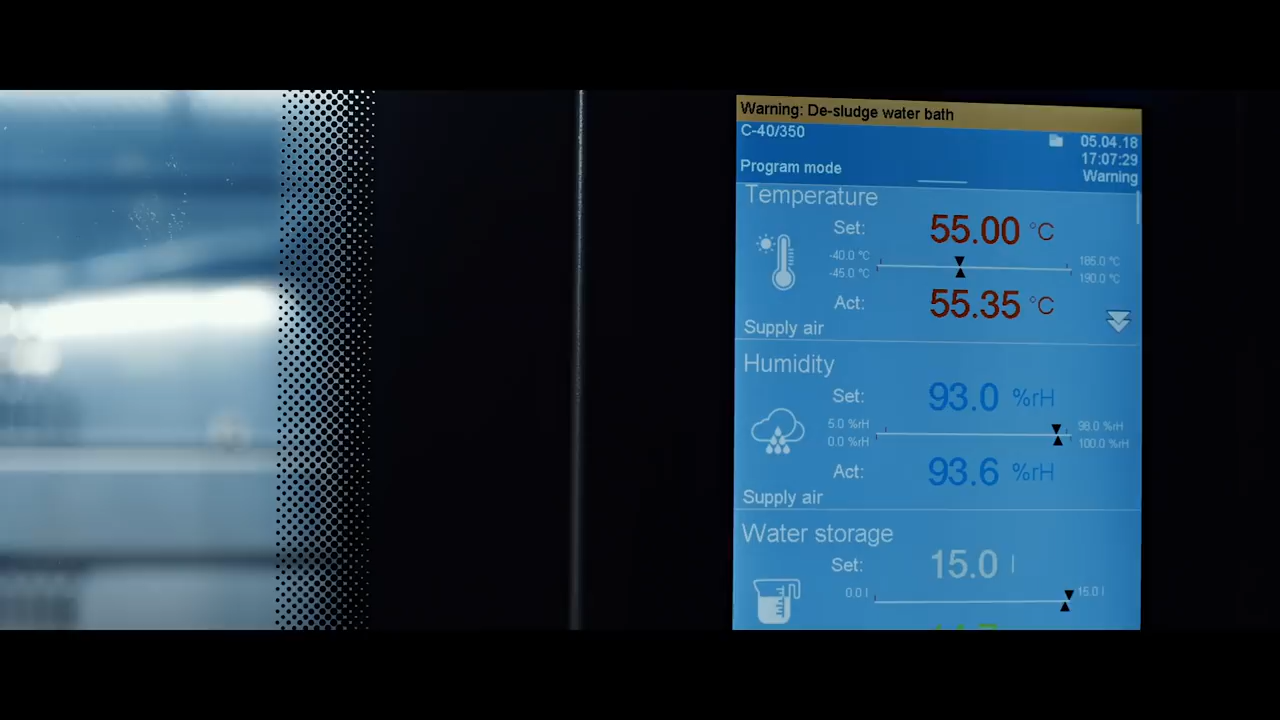 Warning: De-sludge water bath
C-40/350
05.04.18
17:07:29
Program mode
Warning
Temperature
Set: 55.00 °C
-40.0 °C 185.0 °C
-45.0 °C 190.0 °C
Act: 55.35 °C
Supply air
Humidity
Set: 93.0 %rH
5.0 %rH 98.0 %rH
0.0 %rH 100.0 %rH
Act: 93.6 %rH
Supply air
Water storage
Set: 15.0 l
0.0 l 15.0 l